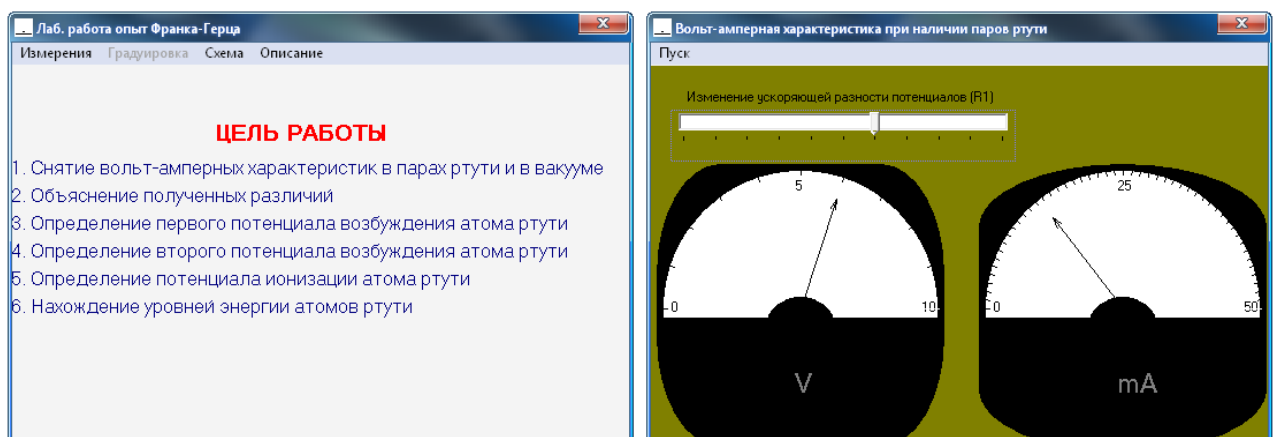 Лаб. работа опыт Франка-Герца
Измерения Градуировка Схема Описание
ЦЕЛЬ РАБОТЫ
1. Снятие вольт-амперных характеристик в парах ртути и в вакууме
2. Объяснение полученных различий
3. Определение первого потенциала возбуждения атома ртути
4. Определение второго потенциала возбуждения атома ртути
5. Определение потенциала ионизации атома ртути
6. Нахождение уровней энергии атомов ртути
Вольт-амперная характеристика при наличии паров ртути
Пуск
Изменение ускоряющей разности потенциалов (R1)
5
0
10
V
25
0
50
mA